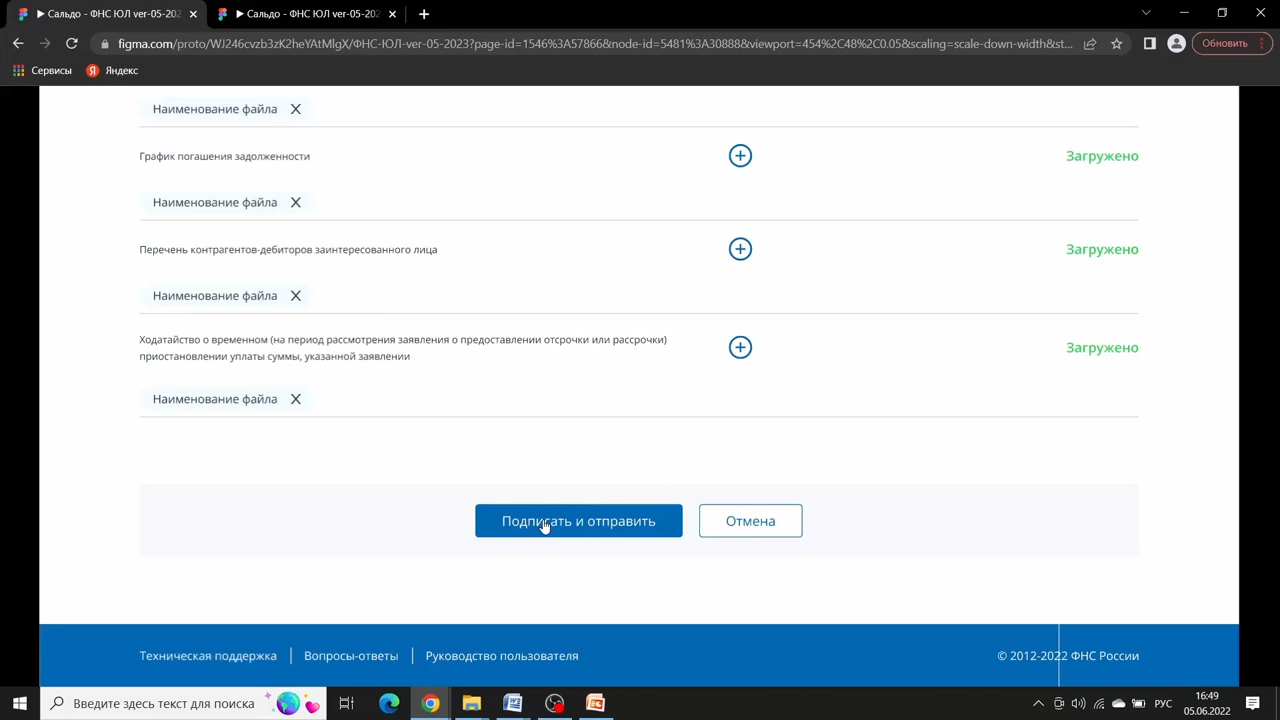 ▶ Сальдо - ФНС ЮЛ ver-05-202
▶ Сальдо - ФНС ЮЛ ver-05-202
figma.com/proto/WJ246cvzb3zK2heYAtMlgX/ФНС-ЮЛ-ver-05-2023?page-id=1546%3A57866&node-id=5481%3A30888&viewport=454%2C48%2C0.05&scaling=scale-down-width&st...
Обновить
Сервисы
Яндекс
Наименование файла
График погашения задолженности
Загружено
Наименование файла
Перечень контрагентов-дебиторов заинтересованного лица
Загружено
Наименование файла
Ходатайство о временном (на период рассмотрения заявления о предоставлении отсрочки или рассрочки)
приостановлении уплаты суммы, указанной заявлении
Загружено
Наименование файла
Подписать и отправить
Отмена
Техническая поддержка
Вопросы-ответы
Руководство пользователя
© 2012-2022 ФНС России
Введите здесь текст для поиска
РУС
16:49
05.06.2022